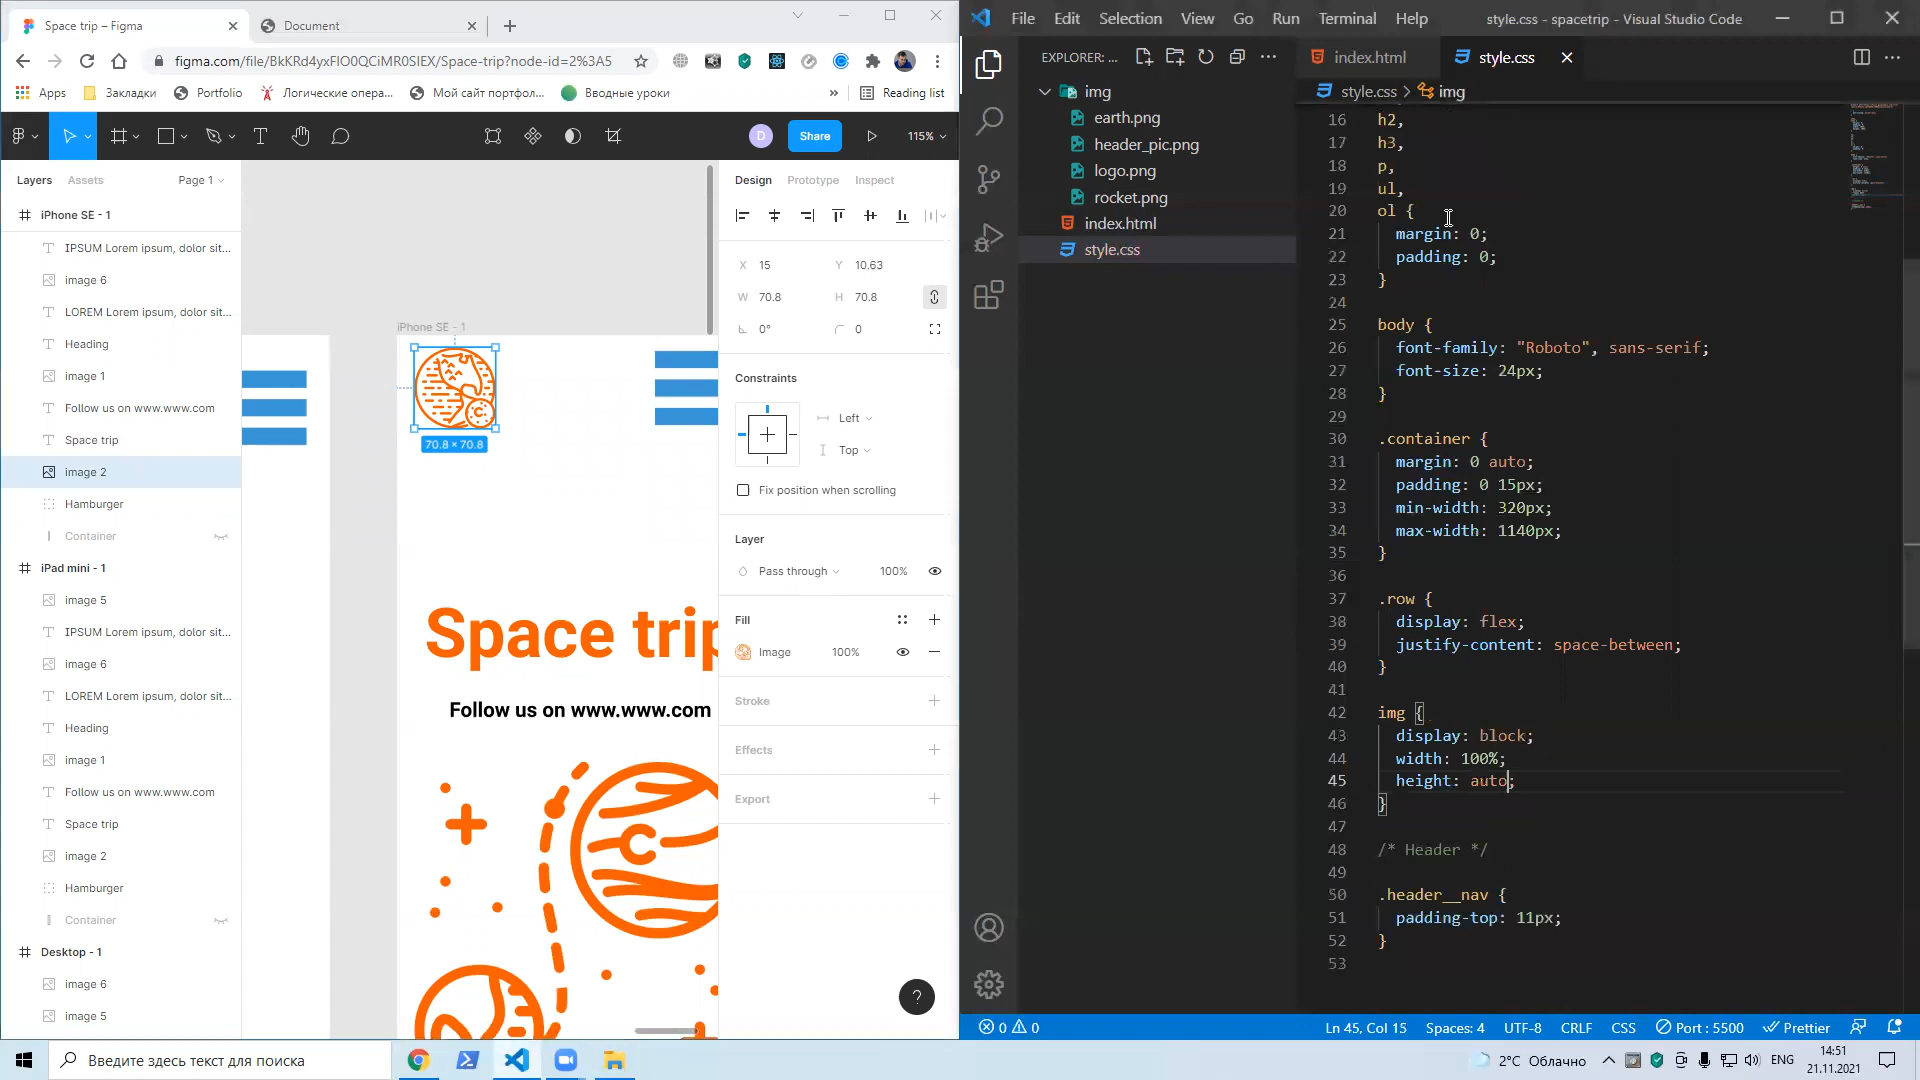 Space trip – Figma
Document
figma.com/file/BkKRd4yxFIO0QCiMR0SIEX/Space-trip?node-id=2%3A5
Apps
Закладки
Portfolio
Логические опера...
Мой сайт портфол...
Вводные уроки
»
Reading list
D
Share
115%
Layers
Assets
Page 1
iPhone SE - 1
IPSUM Lorem ipsum, dolor sit...
image 6
LOREM Lorem ipsum, dolor sit...
Heading
image 1
Follow us on www.www.com
Space trip
image 2
Hamburger
Container
iPad mini - 1
image 5
IPSUM Lorem ipsum, dolor sit...
image 6
LOREM Lorem ipsum, dolor sit...
Heading
image 1
Follow us on www.www.com
Space trip
image 2
Hamburger
Container
Desktop - 1
image 6
image 5
iPhone SE - 1
70.8 × 70.8
Space trip
Follow us on www.www.com
Design
Prototype
Inspect
X 15
Y 10.63
W 70.8
H 70.8
0°
0
Constraints
Left
Top
Fix position when scrolling
Layer
Pass through
100%
Fill
Image
100%
Stroke
Effects
Export
?
File
Edit
Selection
View
Go
Run
Terminal
Help
style.css - spacetrip - Visual Studio Code
EXPLORER: ...
img
earth.png
header_pic.png
logo.png
rocket.png
index.html
style.css
index.html
style.css
style.css > img
16 h2,
17 h3,
18 p,
19 ul,
20 ol {
21 margin: 0;
22 padding: 0;
23 }
24
25 body {
26 font-family: "Roboto", sans-serif;
27 font-size: 24px;
28 }
29
30 .container {
31 margin: 0 auto;
32 padding: 0 15px;
33 min-width: 320px;
34 max-width: 1140px;
35 }
36
37 .row {
38 display: flex;
39 justify-content: space-between;
40 }
41
42 img {
43 display: block;
44 width: 100%;
45 height: auto;
46 }
47
48 /* Header */
49
50 .header__nav {
51 padding-top: 11px;
52 }
53
0
0
Ln 45, Col 15
Spaces: 4
UTF-8
CRLF
CSS
Port : 5500
Prettier
Введите здесь текст для поиска
2°C Облачно
ENG
14:51
21.11.2021